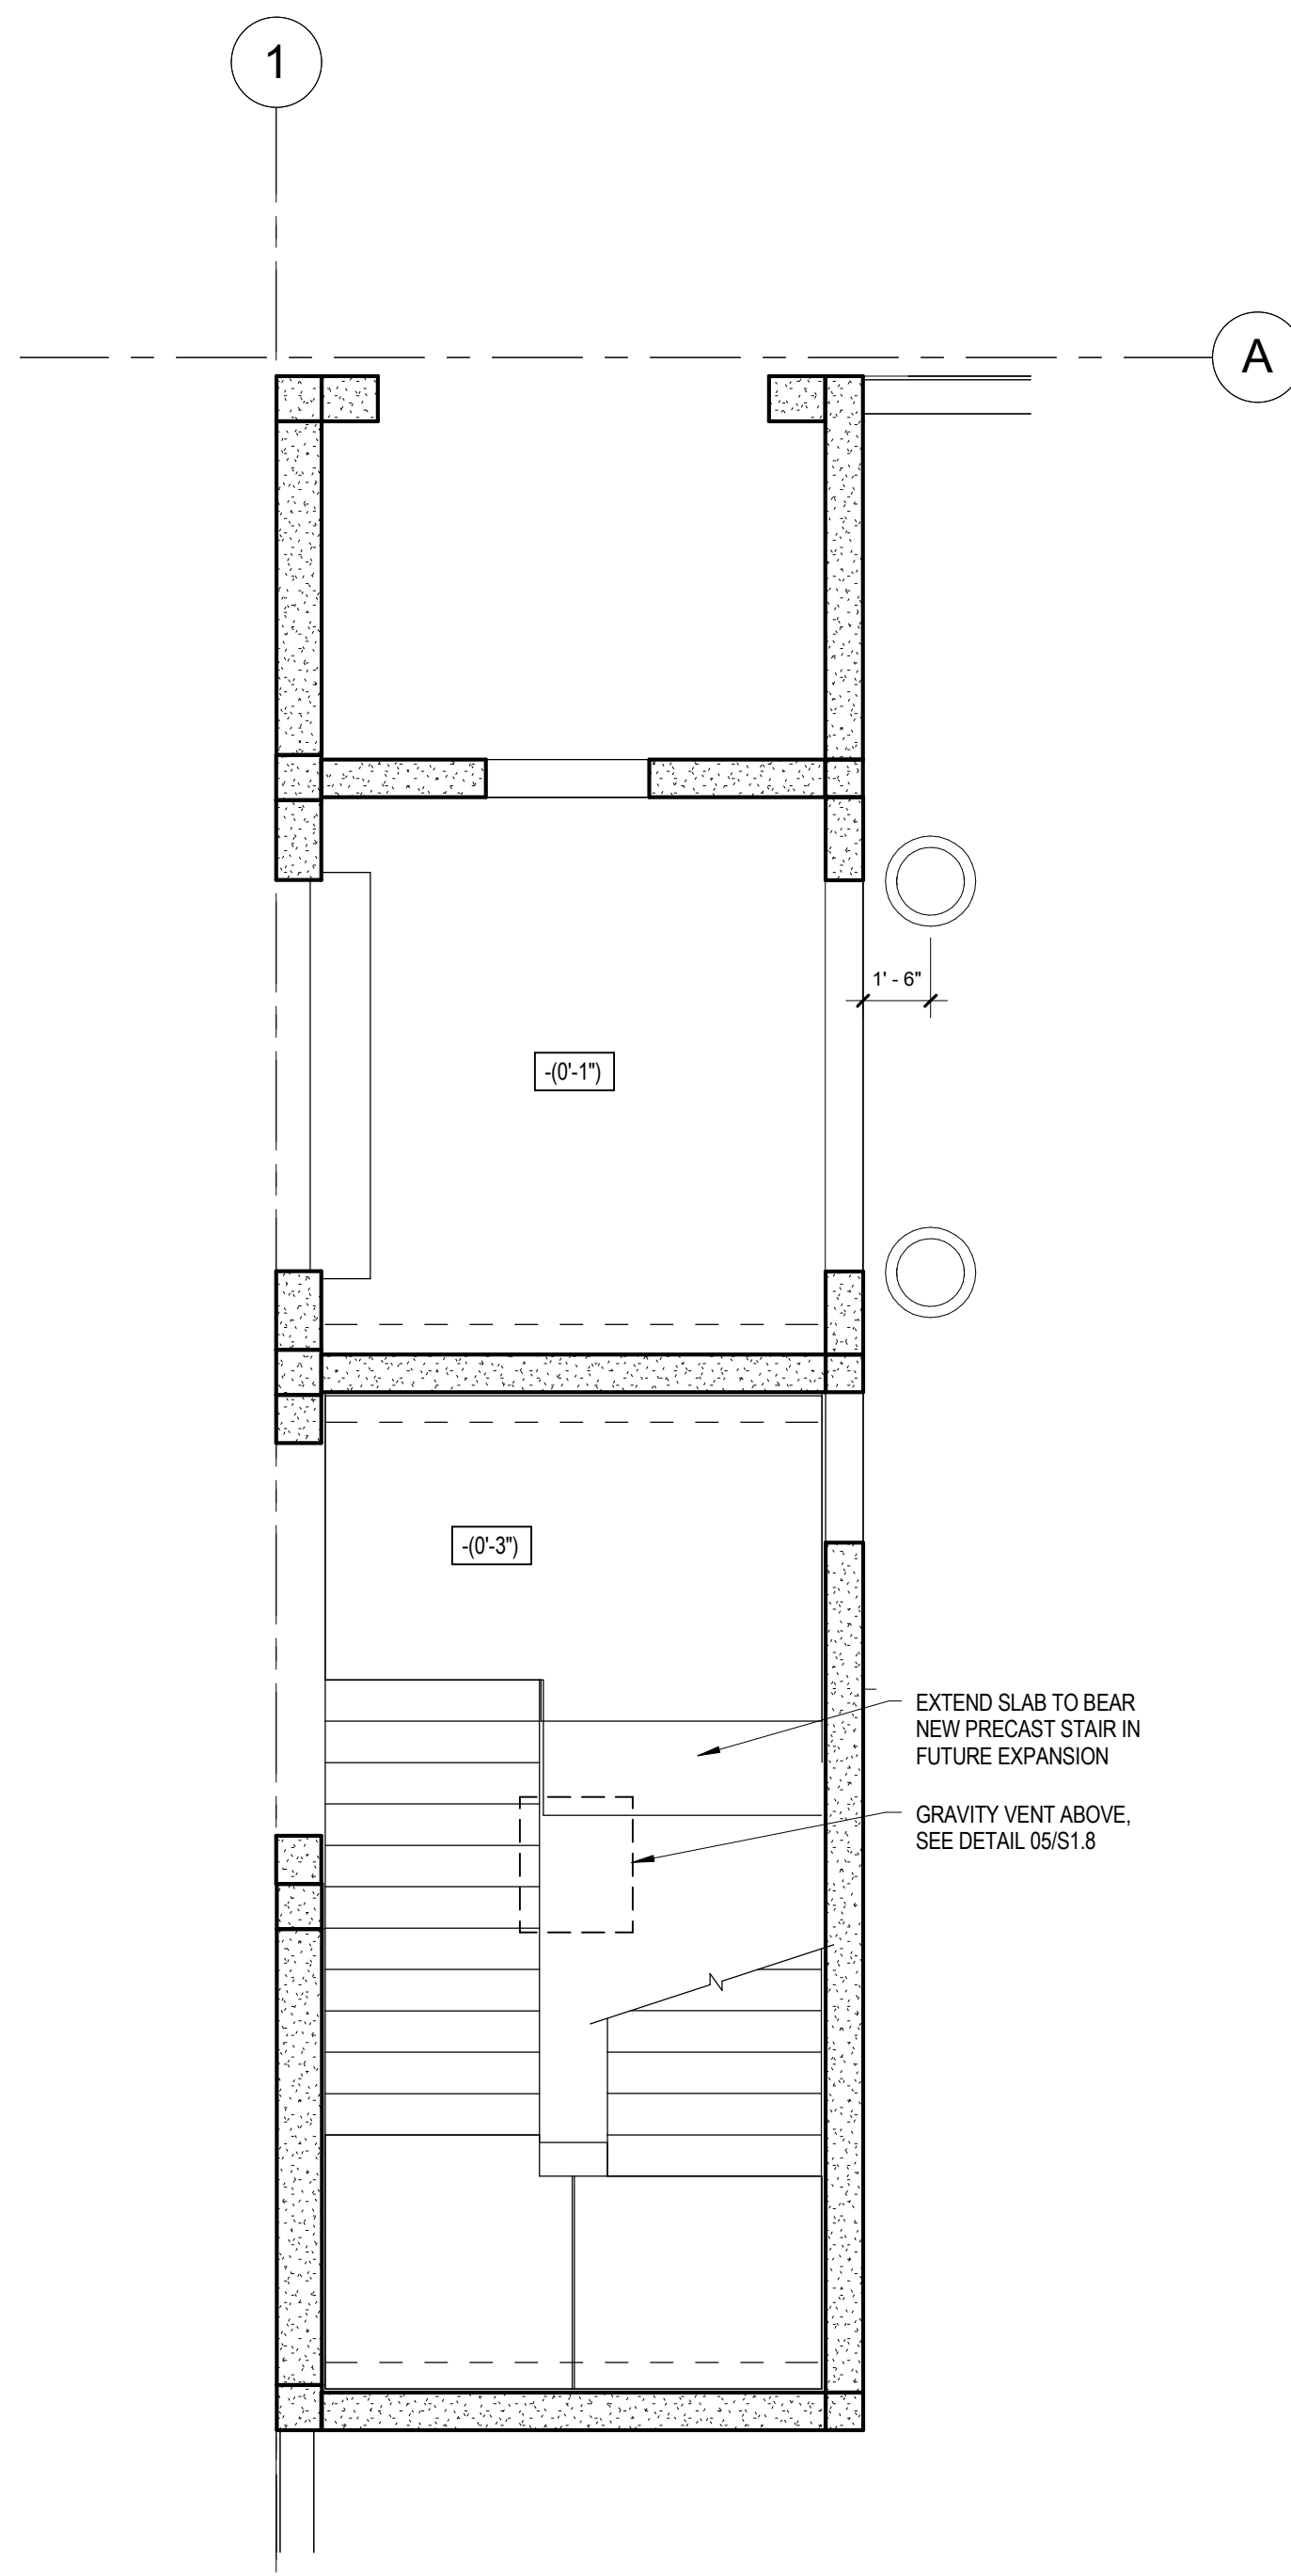 1
A
1' - 6"
-(0'-1")
-(0'-3")
EXTEND SLAB TO BEAR
NEW PRECAST STAIR IN
FUTURE EXPANSION
GRAVITY VENT ABOVE,
SEE DETAIL 05/S1.8